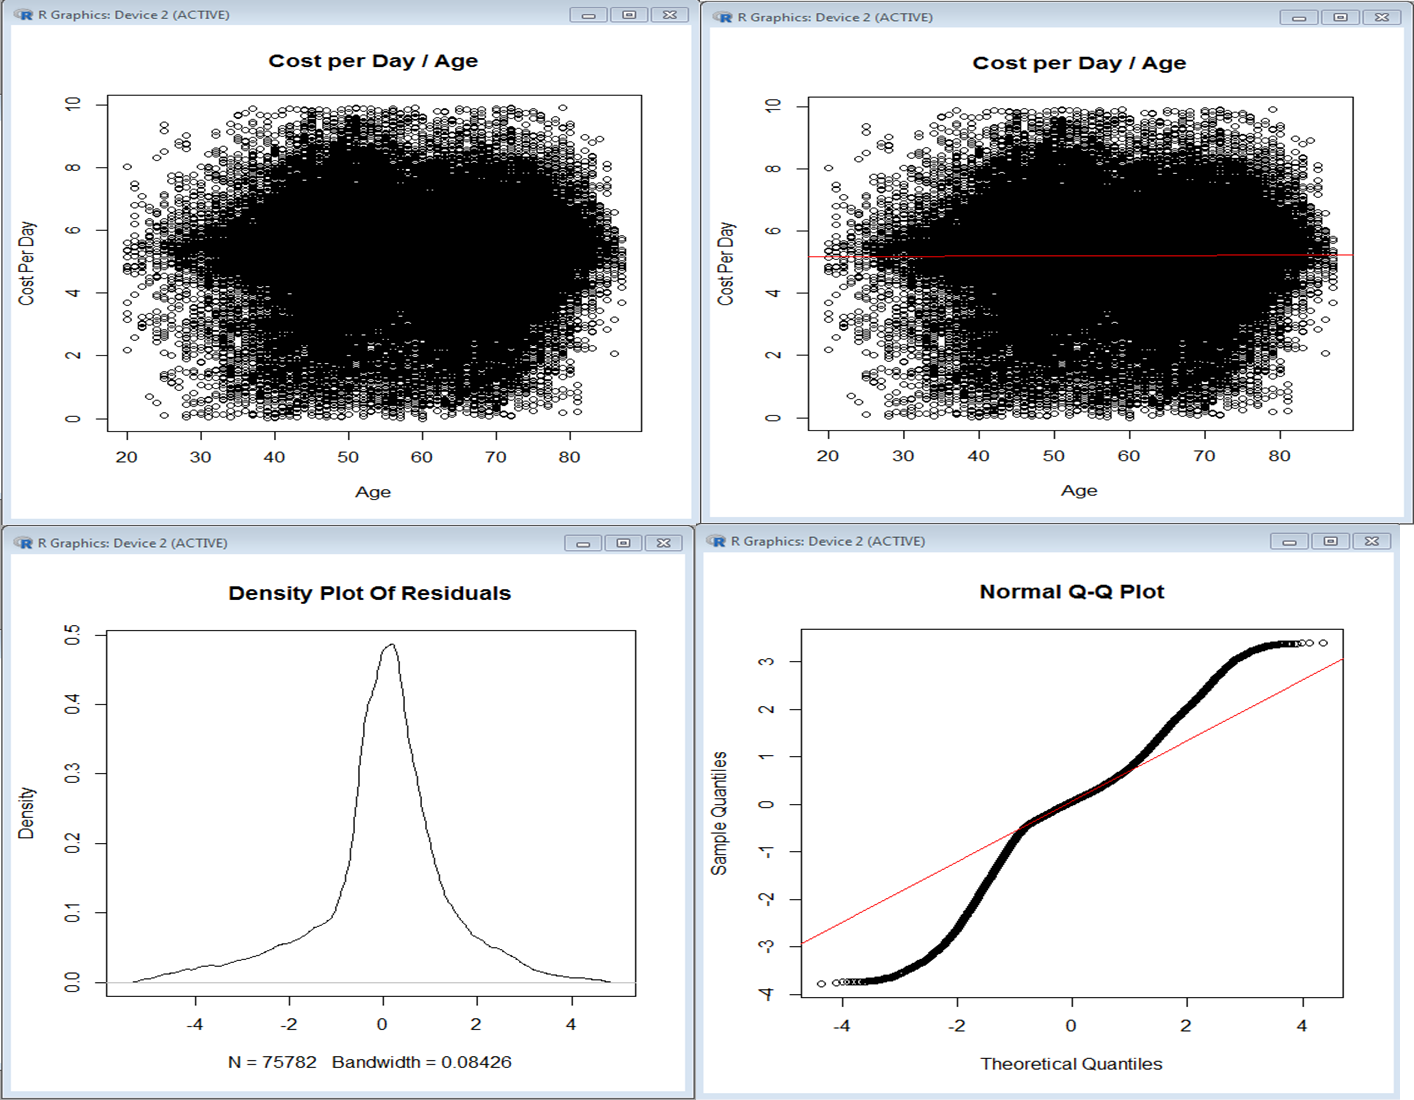 R Graphics: Device 2 (ACTIVE)
Cost per Day / Age
Cost Per Day
10
8
6
4
2
0
20 30 40 50 60 70 80
Age
R Graphics: Device 2 (ACTIVE)
Cost per Day / Age
Cost Per Day
10
8
6
4
2
0
20 30 40 50 60 70 80
Age
R Graphics: Device 2 (ACTIVE)
Density Plot Of Residuals
Density
0.5
0.4
0.3
0.2
0.1
0.0
-4 -2 0 2 4
N = 75782 Bandwidth = 0.08426
R Graphics: Device 2 (ACTIVE)
Normal Q-Q Plot
Sample Quantiles
3
2
1
0
-1
-2
-3
-4
-4 -2 0 2 4
Theoretical Quantiles